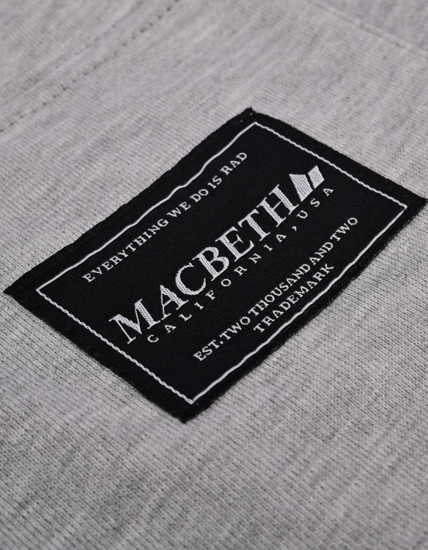 EVERYTHING WE DO IS RAD
MACBETH
CALIFORNIA, USA
EST. TWO THOUSAND AND TWO
TRADEMARK